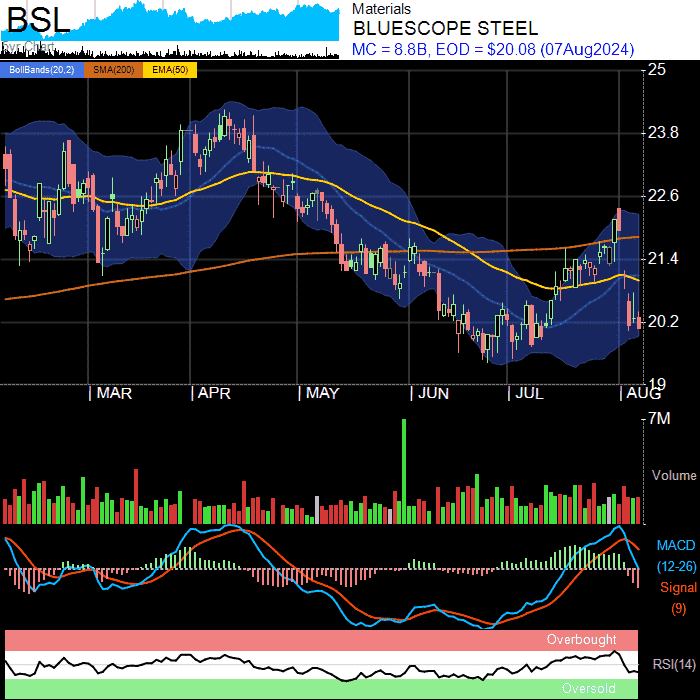 BSL
5yr Chart
Materials
BLUESCOPE STEEL
MC = 8.8B, EOD = $20.08 (07Aug2024)
BollBands(20,2) SMA(200) EMA(50)
25
23.8
22.6
21.4
20.2
19
MAR APR MAY JUN JUL AUG
7M
Volume
MACD
(12-26)
Signal
(9)
Overbought
RSI(14)
Oversold